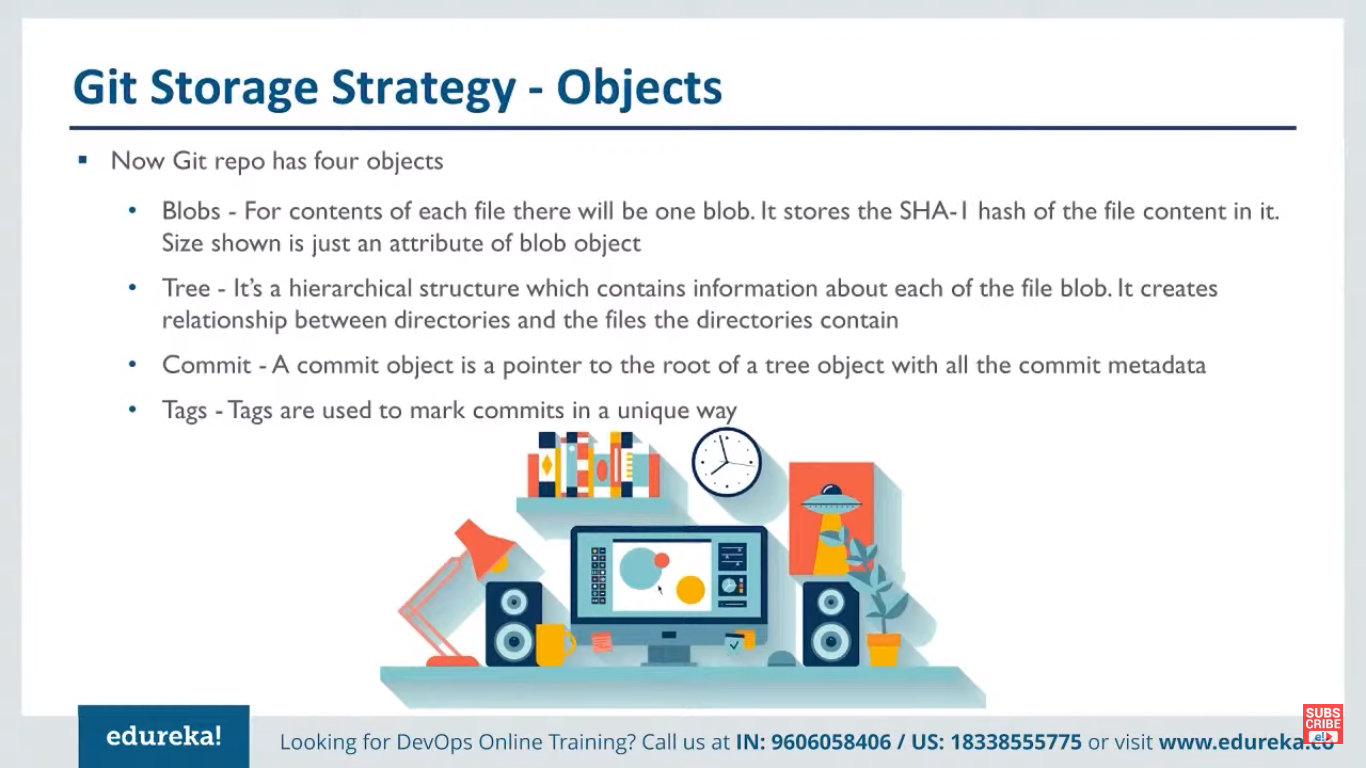 Git Storage Strategy - Objects
▪ Now Git repo has four objects
• Blobs - For contents of each file there will be one blob. It stores the SHA-1 hash of the file content in it.
Size shown is just an attribute of blob object
• Tree - It's a hierarchical structure which contains information about each of the file blob. It creates
relationship between directories and the files the directories contain
• Commit - A commit object is a pointer to the root of a tree object with all the commit metadata
• Tags - Tags are used to mark commits in a unique way
edureka!
Looking for DevOps Online Training? Call us at IN: 9606058406 / US: 18338555775 or visit www.edureka.co
SUBS
CRIBE
e!